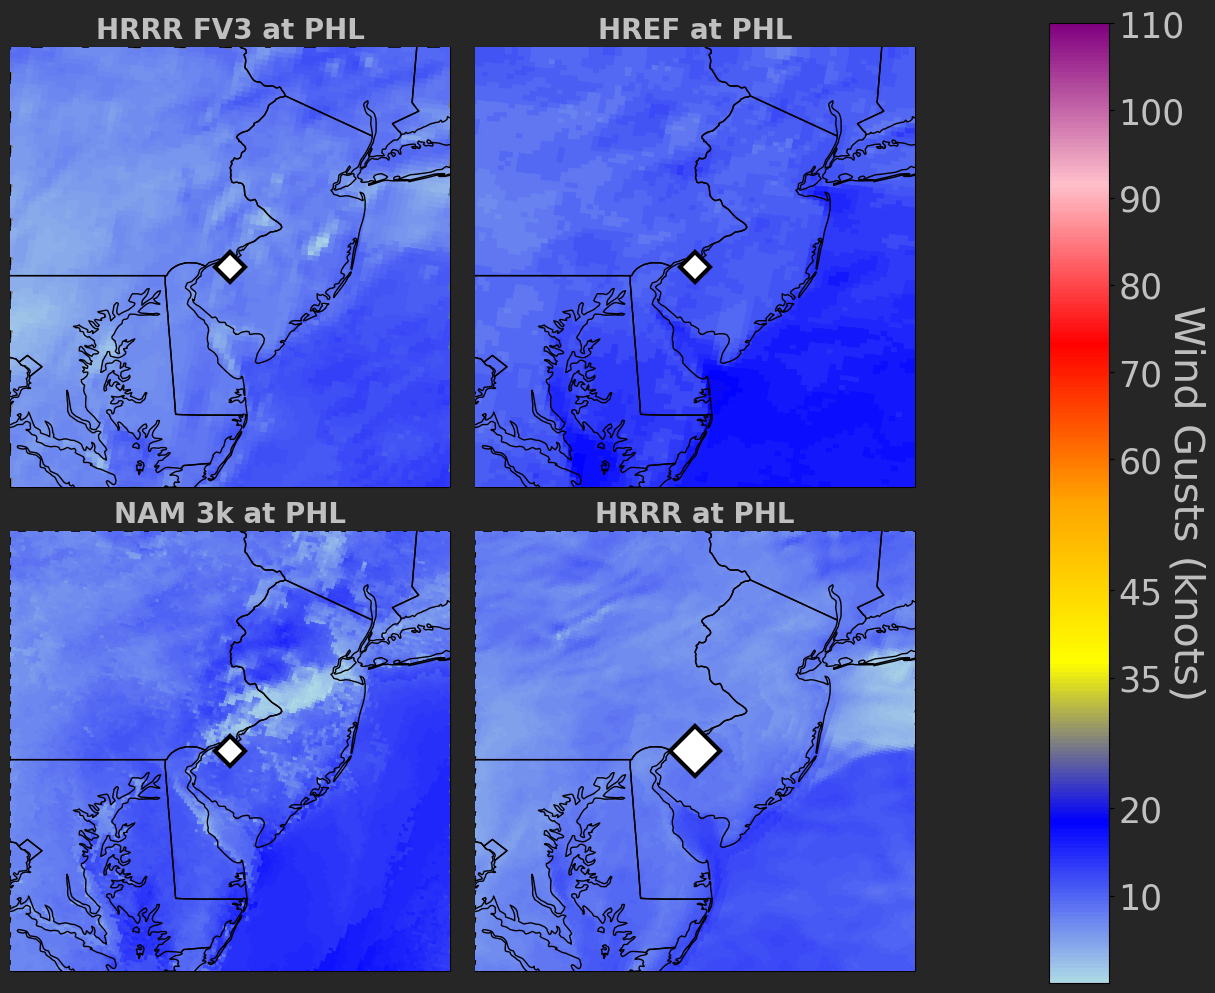 HRRR FV3 at PHL
HREF at PHL
NAM 3k at PHL
HRRR at PHL
110
100
90
80
70
60
45
35
20
10
Wind Gusts (knots)